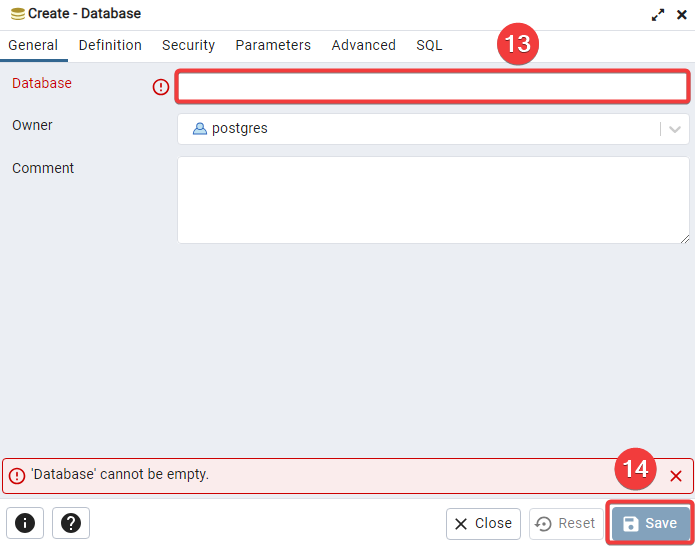 Create - Database
General Definition Security Parameters Advanced SQL
13
Database
Owner postgres
Comment
'Database' cannot be empty.
14
Close Reset Save